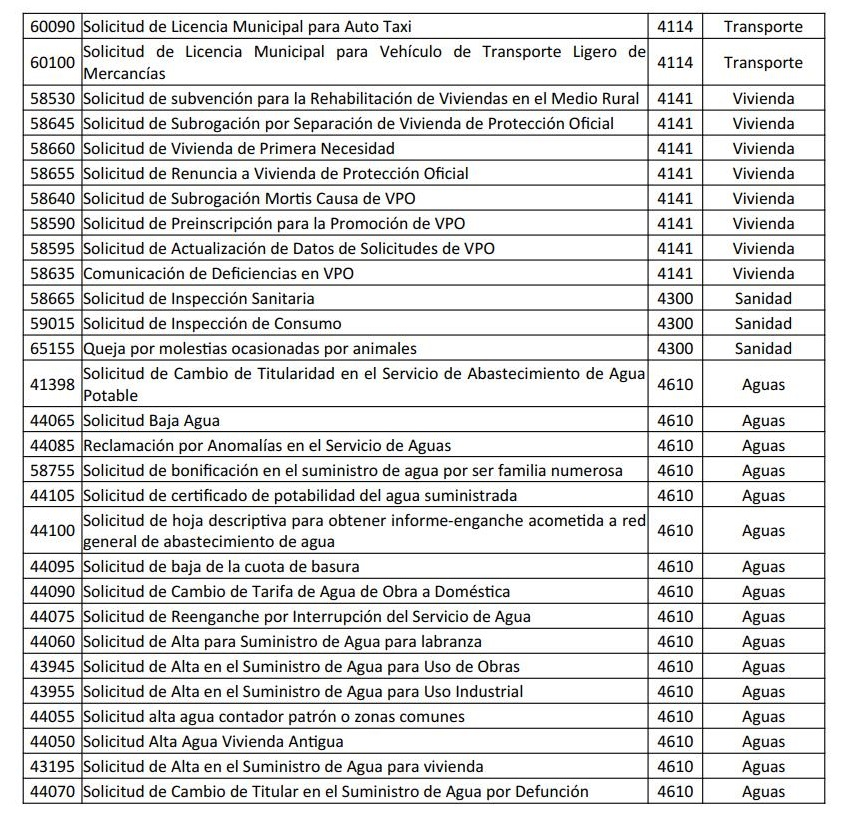 60090 Solicitud de Licencia Municipal para Auto Taxi 4114 Transporte
60100 Solicitud de Licencia Municipal para Vehículo de Transporte Ligero de
Mercancías 4114 Transporte
58530 Solicitud de subvención para la Rehabilitación de Viviendas en el Medio Rural 4141 Vivienda
58645 Solicitud de Subrogación por Separación de Vivienda de Protección Oficial 4141 Vivienda
58660 Solicitud de Vivienda de Primera Necesidad 4141 Vivienda
58655 Solicitud de Renuncia a Vivienda de Protección Oficial 4141 Vivienda
58640 Solicitud de Subrogación Mortis Causa de VPO 4141 Vivienda
58590 Solicitud de Preinscripción para la Promoción de VPO 4141 Vivienda
58595 Solicitud de Actualización de Datos de Solicitudes de VPO 4141 Vivienda
58635 Comunicación de Deficiencias en VPO 4141 Vivienda
58665 Solicitud de Inspección Sanitaria 4300 Sanidad
59015 Solicitud de Inspección de Consumo 4300 Sanidad
65155 Queja por molestias ocasionadas por animales 4300 Sanidad
41398 Solicitud de Cambio de Titularidad en el Servicio de Abastecimiento de Agua
Potable 4610 Aguas
44065 Solicitud Baja Agua 4610 Aguas
44085 Reclamación por Anomalías en el Servicio de Aguas 4610 Aguas
58755 Solicitud de bonificación en el suministro de agua por ser familia numerosa 4610 Aguas
44105 Solicitud de certificado de potabilidad del agua suministrada 4610 Aguas
44100 Solicitud de hoja descriptiva para obtener informe-enganche acometida a red
general de abastecimiento de agua 4610 Aguas
44095 Solicitud de baja de la cuota de basura 4610 Aguas
44090 Solicitud de Cambio de Tarifa de Agua de Obra a Doméstica 4610 Aguas
44075 Solicitud de Reenganche por Interrupción del Servicio de Agua 4610 Aguas
44060 Solicitud de Alta para Suministro de Agua para labranza 4610 Aguas
43945 Solicitud de Alta en el Suministro de Agua para Uso de Obras 4610 Aguas
43955 Solicitud de Alta en el Suministro de Agua para Uso Industrial 4610 Aguas
44055 Solicitud alta agua contador patrón o zonas comunes 4610 Aguas
44050 Solicitud Alta Agua Vivienda Antigua 4610 Aguas
43195 Solicitud de Alta en el Suministro de Agua para vivienda 4610 Aguas
44070 Solicitud de Cambio de Titular en el Suministro de Agua por Defunción 4610 Aguas